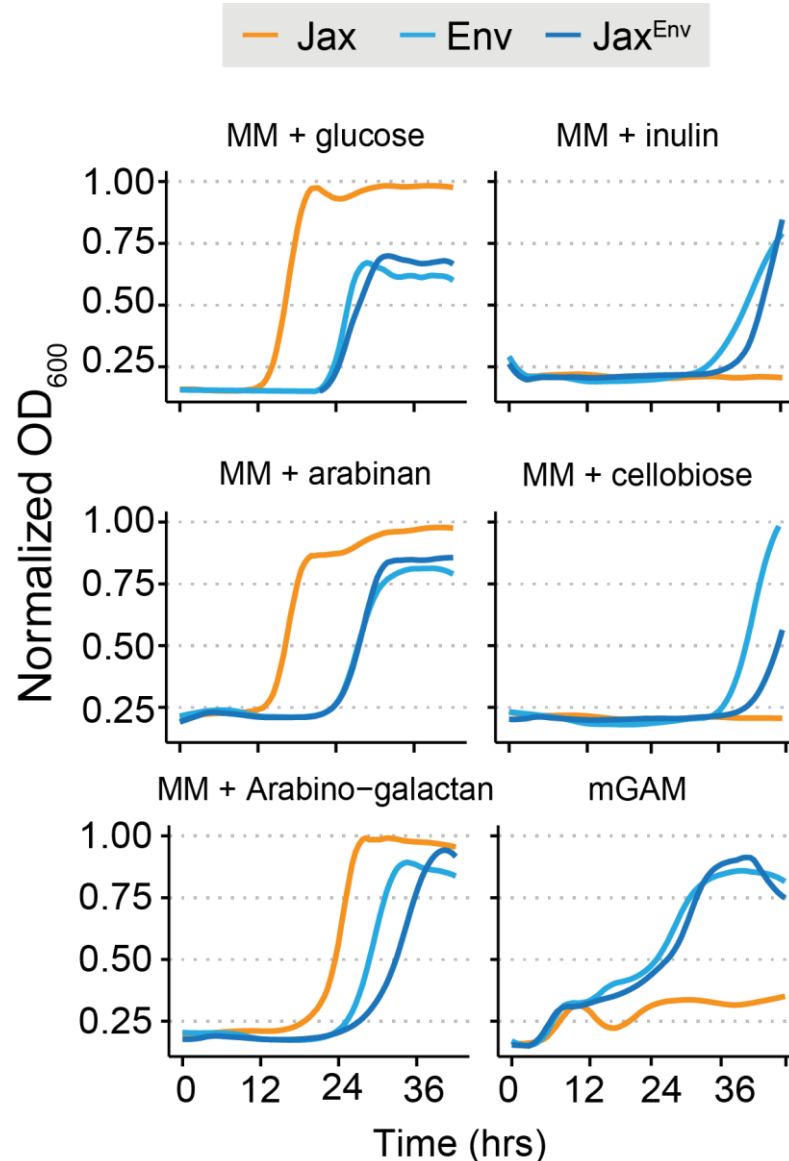 Jax Env Jax^Env
MM + glucose
MM + inulin
1.00
0.75
0.50
0.25
MM + arabinan
MM + cellobiose
1.00
0.75
0.50
0.25
MM + Arabino−galactan
mGAM
1.00
0.75
0.50
0.25
0 12 24 36
0 12 24 36
Normalized OD600
Time (hrs)